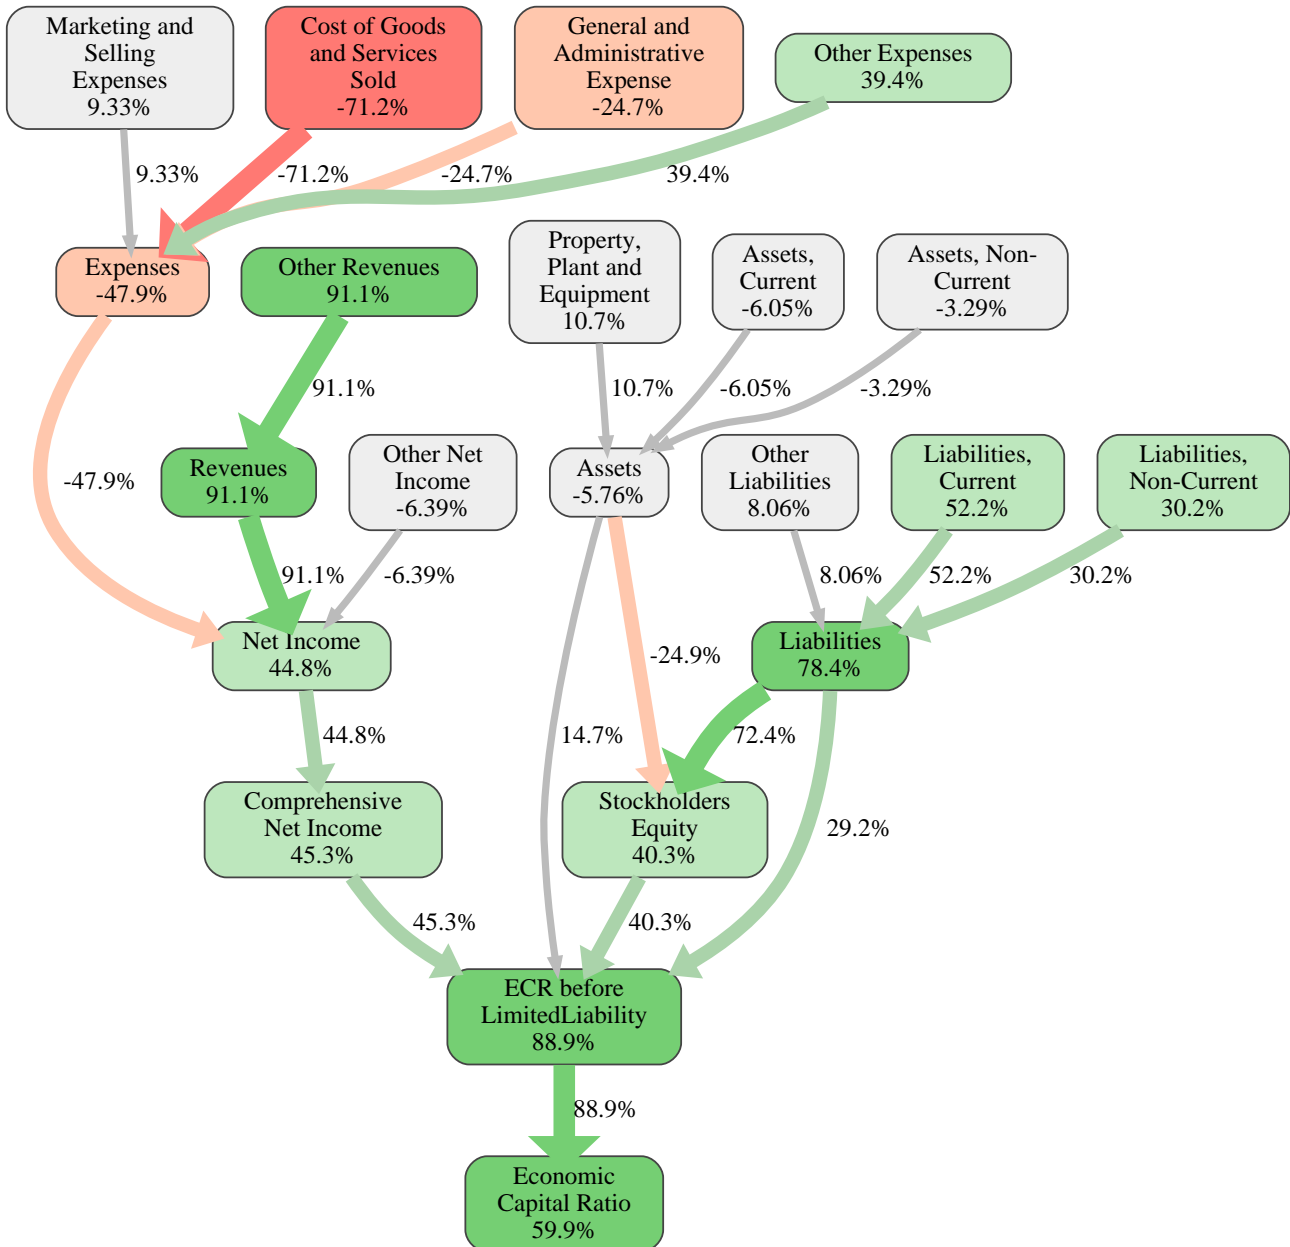 Marketing and
Selling
Expenses
9.33%
Cost of Goods
and Services
Sold
-71.2%
General and
Administrative
Expense
-24.7%
Other Expenses
39.4%
9.33%
-71.2%
-24.7%
39.4%
Expenses
-47.9%
Other Revenues
91.1%
Property,
Plant and
Equipment
10.7%
Assets,
Current
-6.05%
Assets, Non-
Current
-3.29%
91.1%
10.7%
-6.05%
-3.29%
-47.9%
Revenues
91.1%
Other Net
Income
-6.39%
Assets
-5.76%
Other
Liabilities
8.06%
Liabilities,
Current
52.2%
Liabilities,
Non-Current
30.2%
91.1%
-6.39%
8.06%
52.2%
30.2%
Net Income
44.8%
-24.9%
Liabilities
78.4%
44.8%
14.7%
72.4%
Comprehensive
Net Income
45.3%
Stockholders
Equity
40.3%
29.2%
45.3%
40.3%
ECR before
LimitedLiability
88.9%
88.9%
Economic
Capital Ratio
59.9%